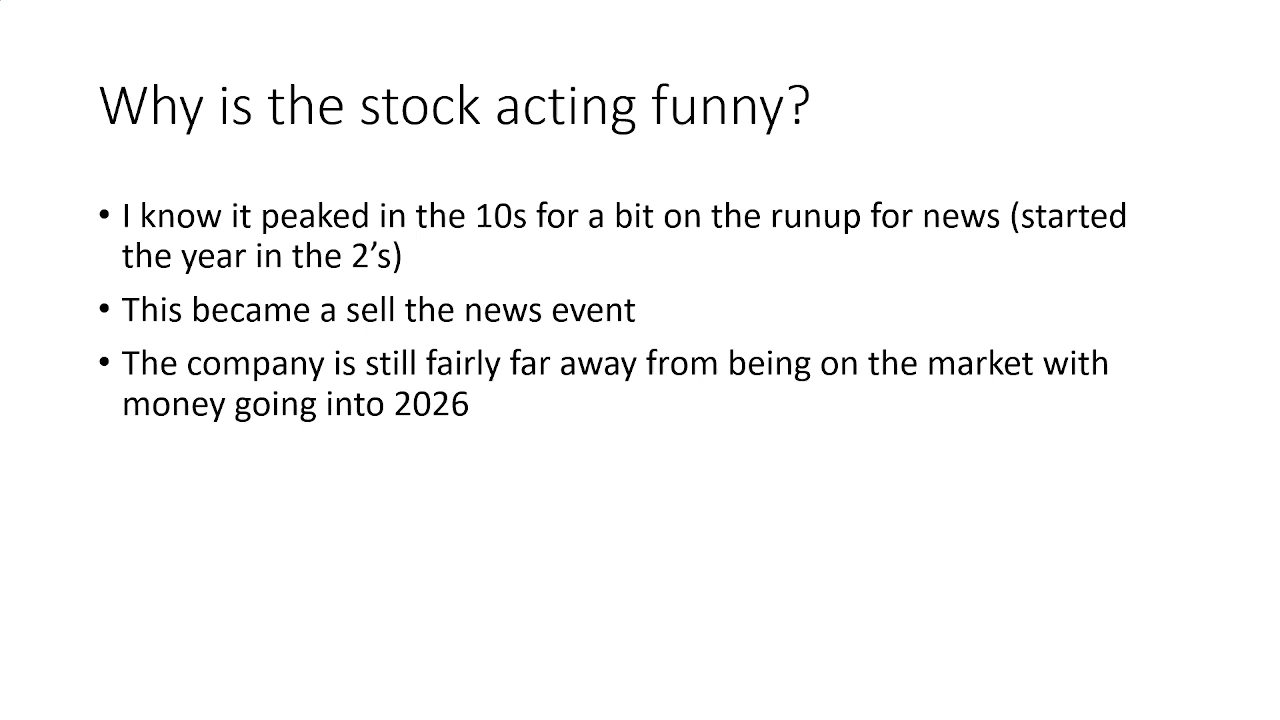 Why is the stock acting funny?
• I know it peaked in the 10s for a bit on the runup for news (started
the year in the 2’s)
• This became a sell the news event
• The company is still fairly far away from being on the market with
money going into 2026